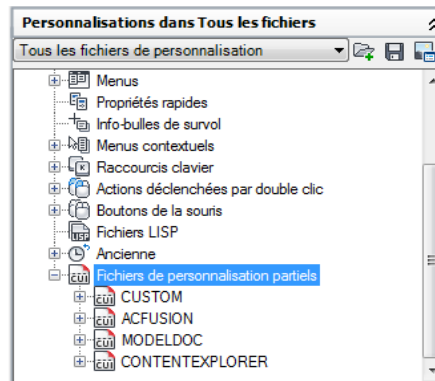 Personnalisations dans Tous les fichiers
Tous les fichiers de personnalisation
Menus
Propriétés rapides
Info-bulles de survol
Menus contextuels
Raccourcis clavier
Actions déclenchées par double clic
Boutons de la souris
Fichiers LISP
Ancienne
Fichiers de personnalisation partiels
CUSTOM
ACFUSION
MODELDOC
CONTENTEXPLORER